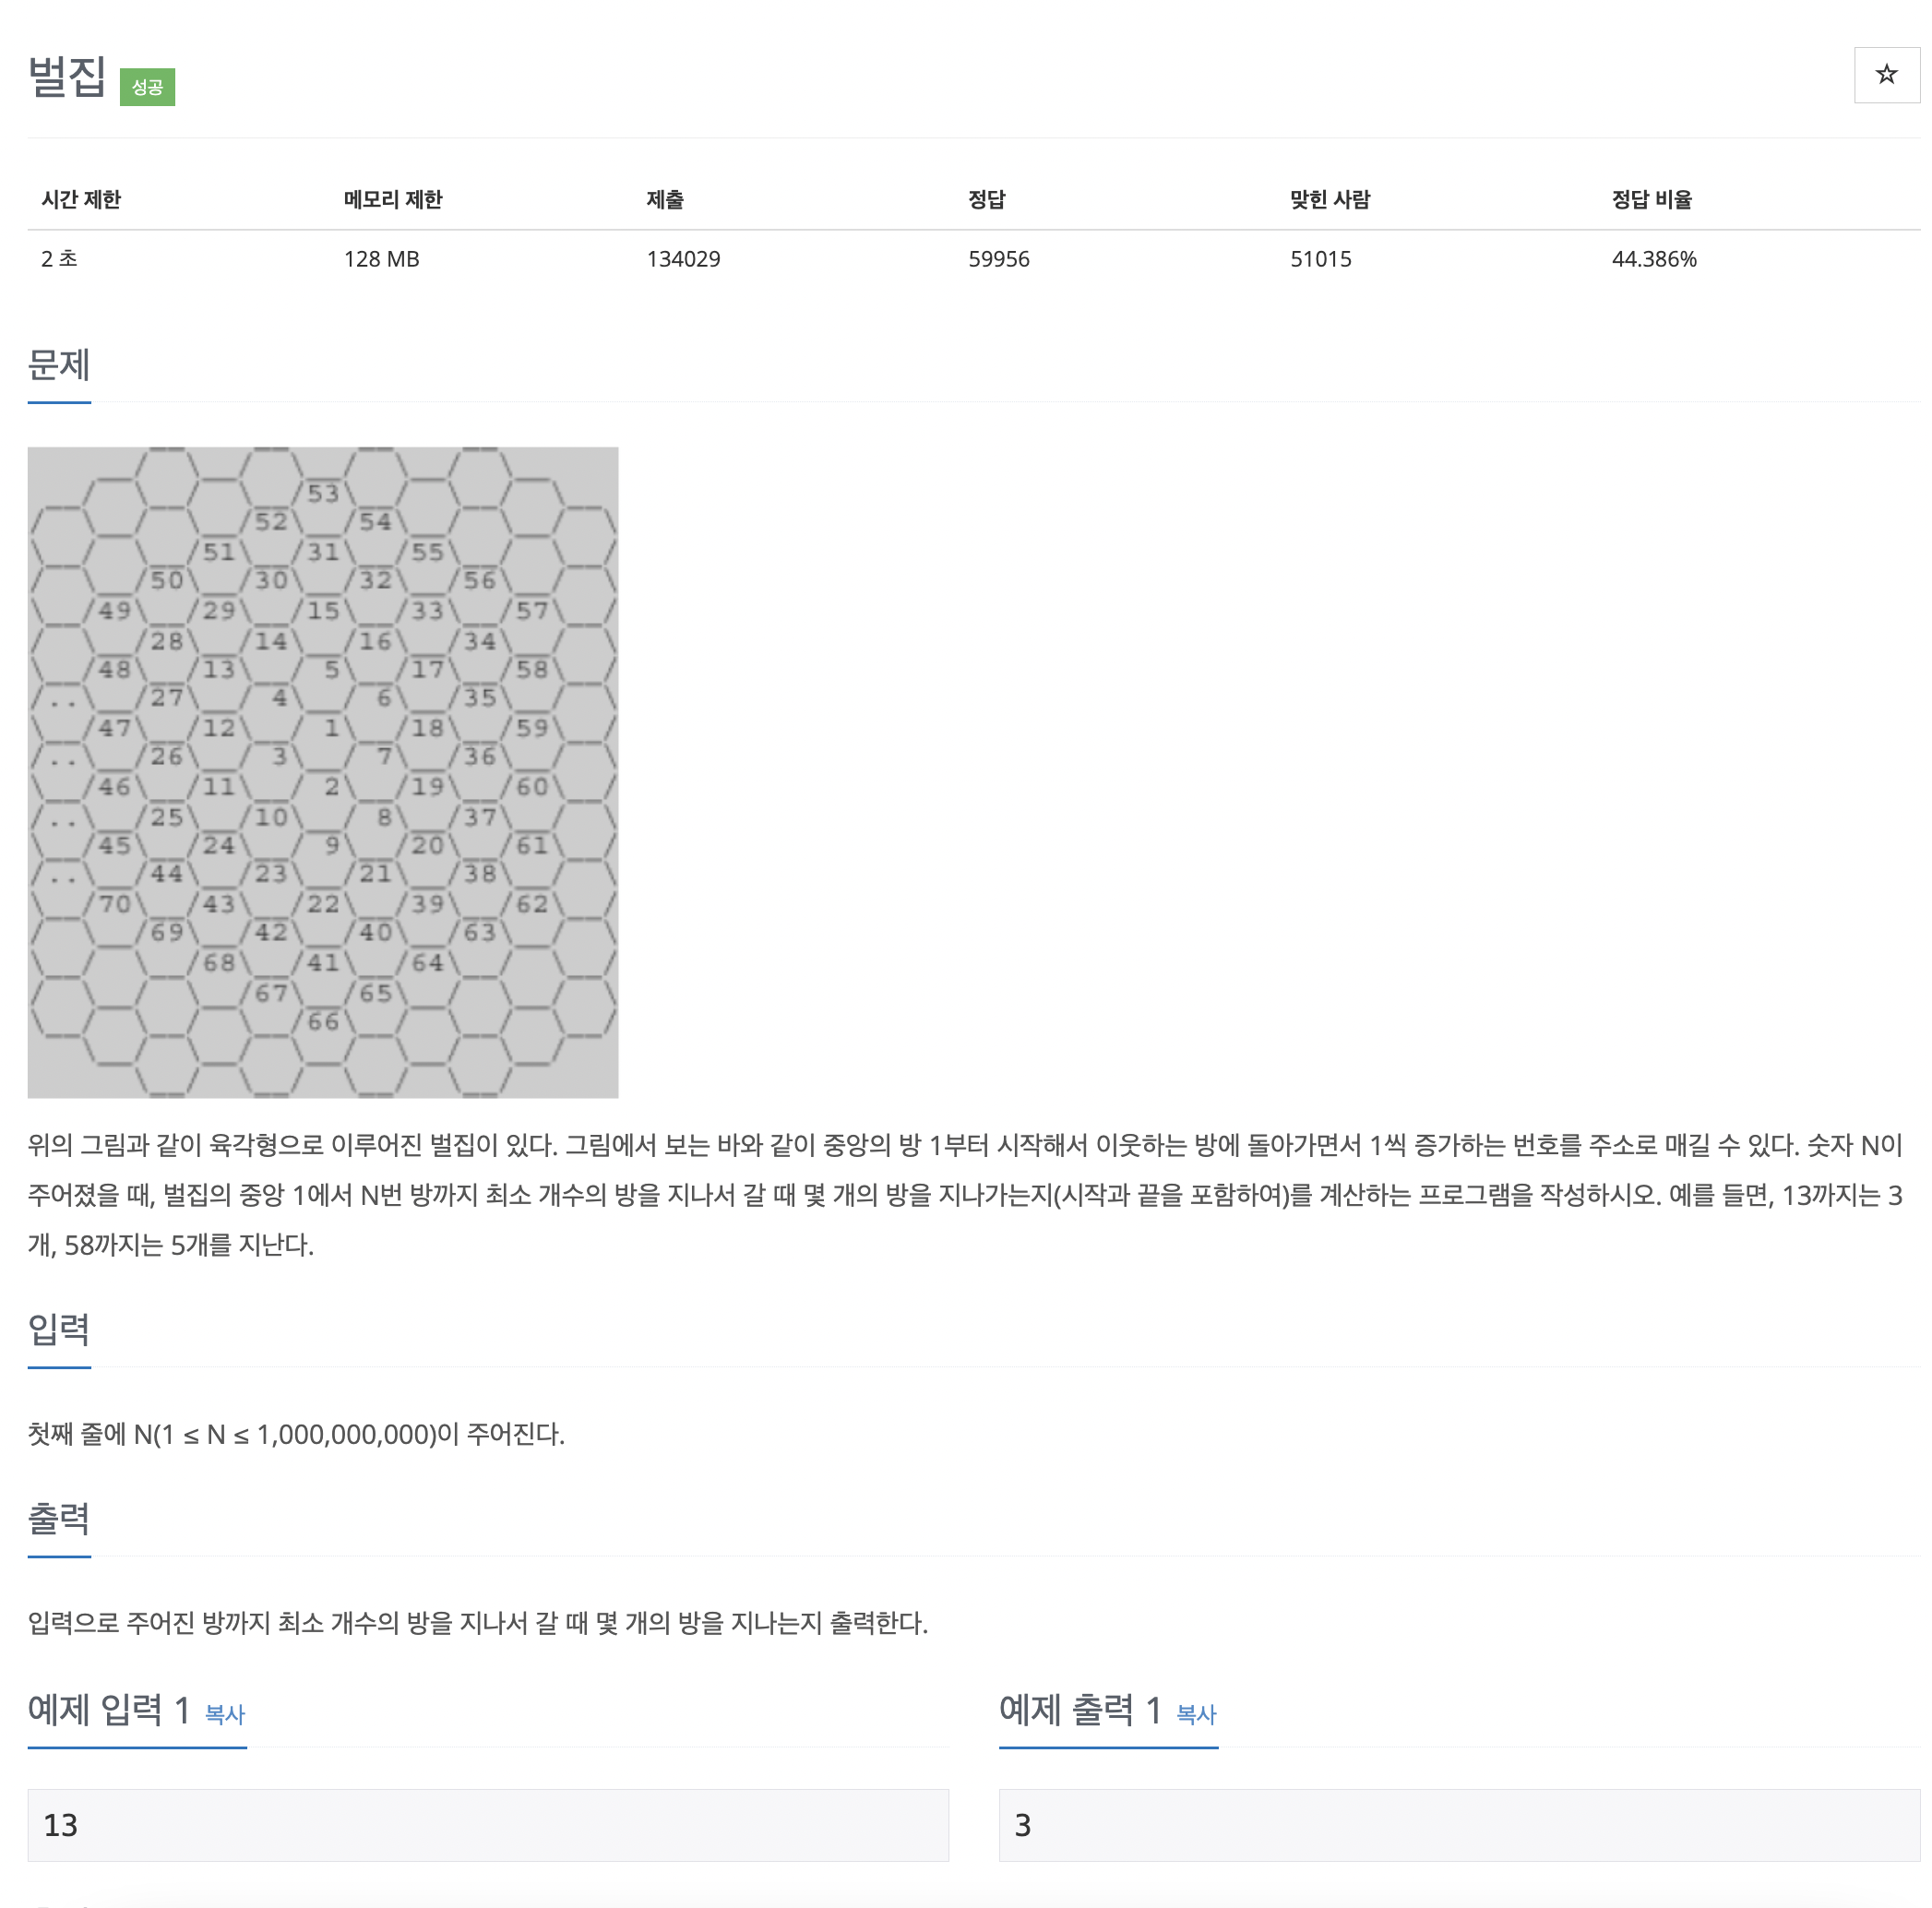 벌집 성공
☆
시간 제한 메모리 제한 제출 정답 맞힌 사람 정답 비율
2 초 128 MB 134029 59956 51015 44.386%
문제
53
52 54
51 31 55
50 30 32 56
49 29 15 33 57
28 14 16 34
48 13 5 17 58
.. 27 4 6 35
47 12 1 18 59
.. 26 3 7 36
46 11 2 19 60
.. 25 10 8 37
45 24 9 20 61
.. 44 23 21 38
70 43 22 39 62
69 42 40 63
68 41 64
67 65
66
위의 그림과 같이 육각형으로 이루어진 벌집이 있다. 그림에서 보는 바와 같이 중앙의 방 1부터 시작해서 이웃하는 방에 돌아가면서 1씩 증가하는 번호를 주소로 매길 수 있다. 숫자 N이
주어졌을 때, 벌집의 중앙 1에서 N번 방까지 최소 개수의 방을 지나서 갈 때 몇 개의 방을 지나가는지(시작과 끝을 포함하여)를 계산하는 프로그램을 작성하시오. 예를 들면, 13까지는 3
개, 58까지는 5개를 지난다.
입력
첫째 줄에 N(1 ≤ N ≤ 1,000,000,000)이 주어진다.
출력
입력으로 주어진 방까지 최소 개수의 방을 지나서 갈 때 몇 개의 방을 지나는지 출력한다.
예제 입력 1 복사
예제 출력 1 복사
13
3